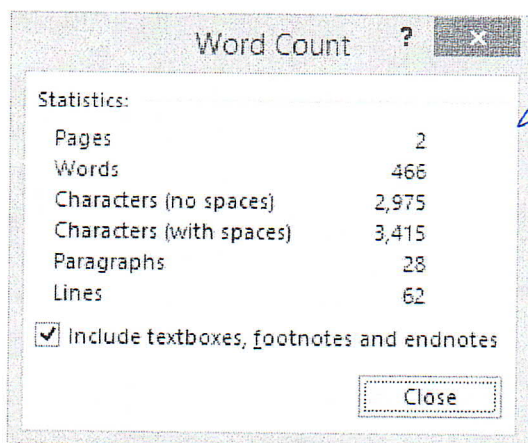 Word Count ?
Statistics:
Pages 2
Words 466
Characters (no spaces) 2,975
Characters (with spaces) 3,415
Paragraphs 28
Lines 62
Include textboxes, footnotes and endnotes
Close